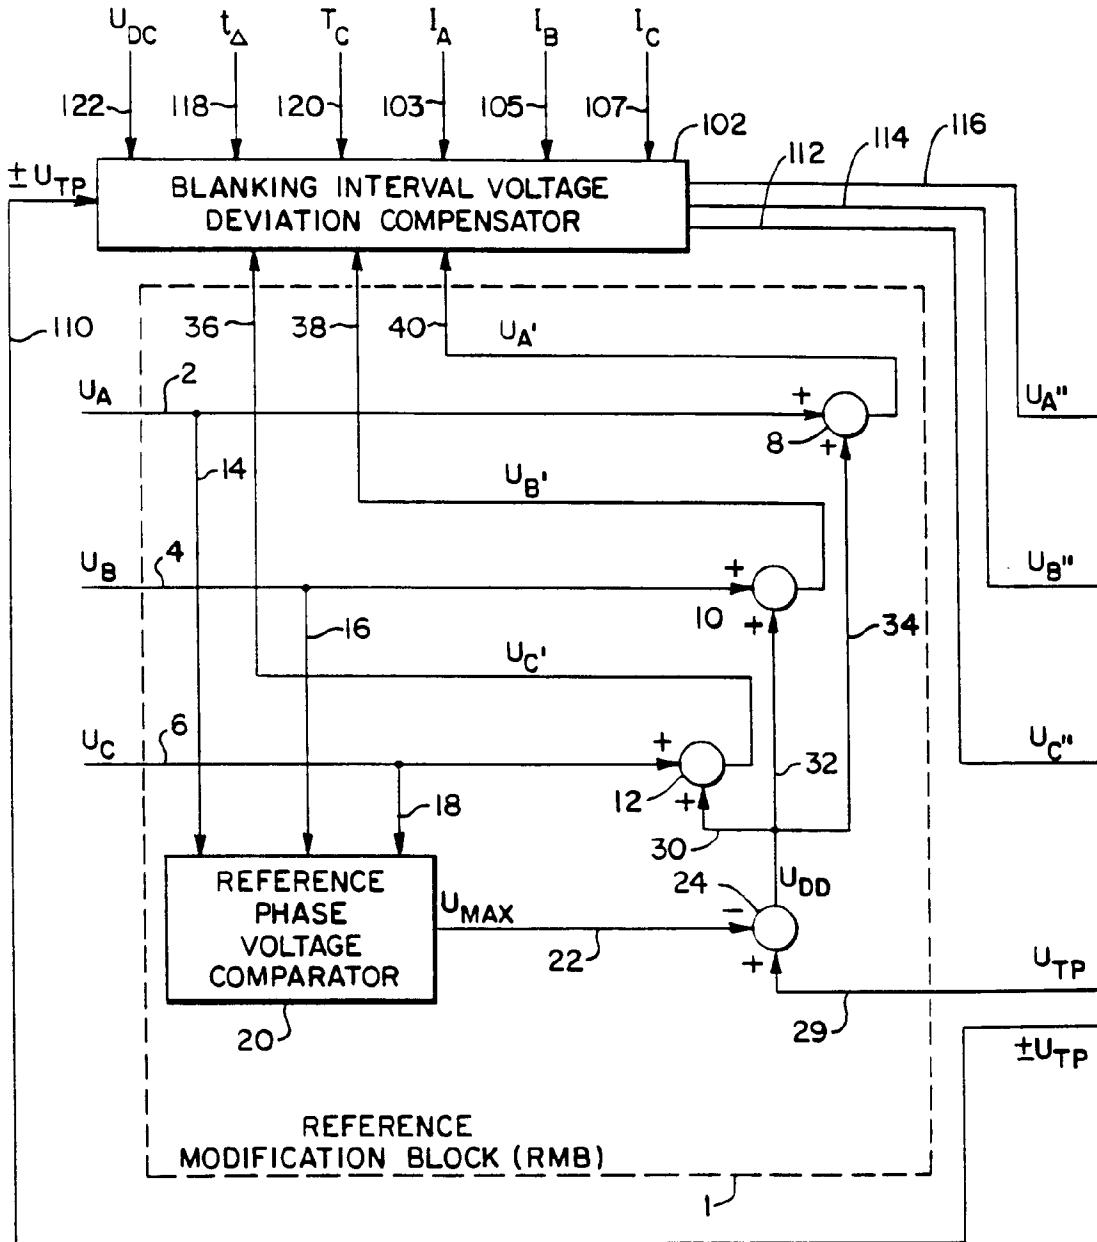 U_DC t_Δ T_C I_A I_B I_C
122 118 120 103 105 107 102 116
114
112
± U_TP
BLANKING INTERVAL VOLTAGE
DEVIATION COMPENSATOR
110
36 38 40 U_A'
U_A 2 + 8 + U_A"
14
U_B'
U_B 4 + 10 + U_B"
16 34
U_C'
U_C 6 + 12 + 32 U_C"
18
30
REFERENCE
PHASE
VOLTAGE
COMPARATOR
U_MAX 24 U_DD
22 − +
20 29 U_TP
±U_TP
REFERENCE
MODIFICATION BLOCK (RMB)
1